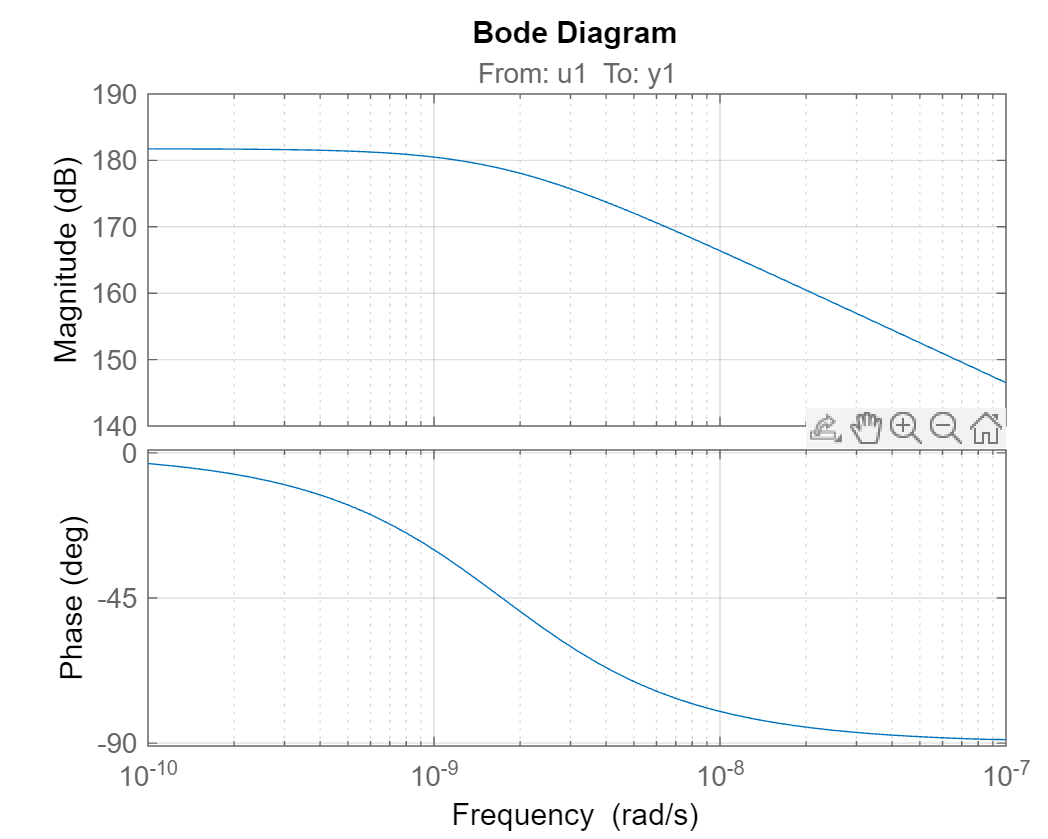 Bode Diagram
From: u1  To: y1
Magnitude (dB)
190
180
170
160
150
140
Phase (deg)
0
-45
-90
10^-10 10^-9 10^-8 10^-7
Frequency  (rad/s)